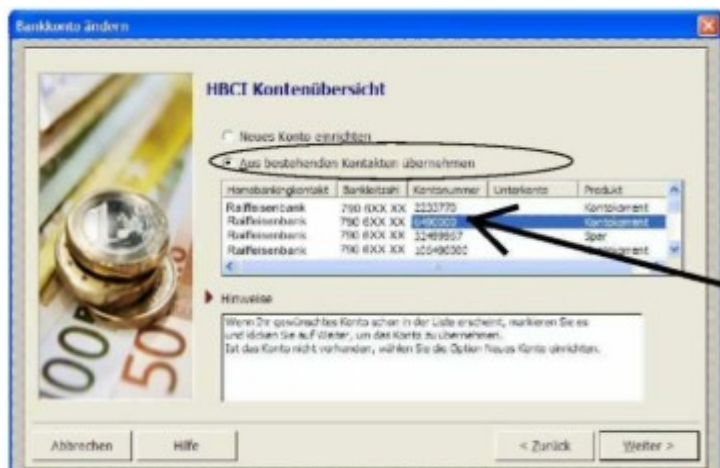 Bankkonto ändern
HBCI Kontenübersicht
Neues Konto einrichten
Aus bestehenden Kontakten übernehmen
Homebankingkontakt Bankleitzahl Kontonummer Unterkonto Produkt
Raiffeisenbank 790 6XX XX 2233770 Kontokorrent
Raiffeisenbank 790 6XX XX Kontokorrent
Raiffeisenbank 790 6XX XX Spar
Raiffeisenbank 790 6XX XX
Hinweise
Wenn Ihr gewünschtes Konto schon in der Liste erscheint, markieren Sie es
und klicken Sie auf Weiter, um das Konto zu übernehmen.
Ist das Konto nicht vorhanden, wählen Sie die Option Neues Konto einrichten.
Abbrechen Hilfe < Zurück Weiter >
100
50